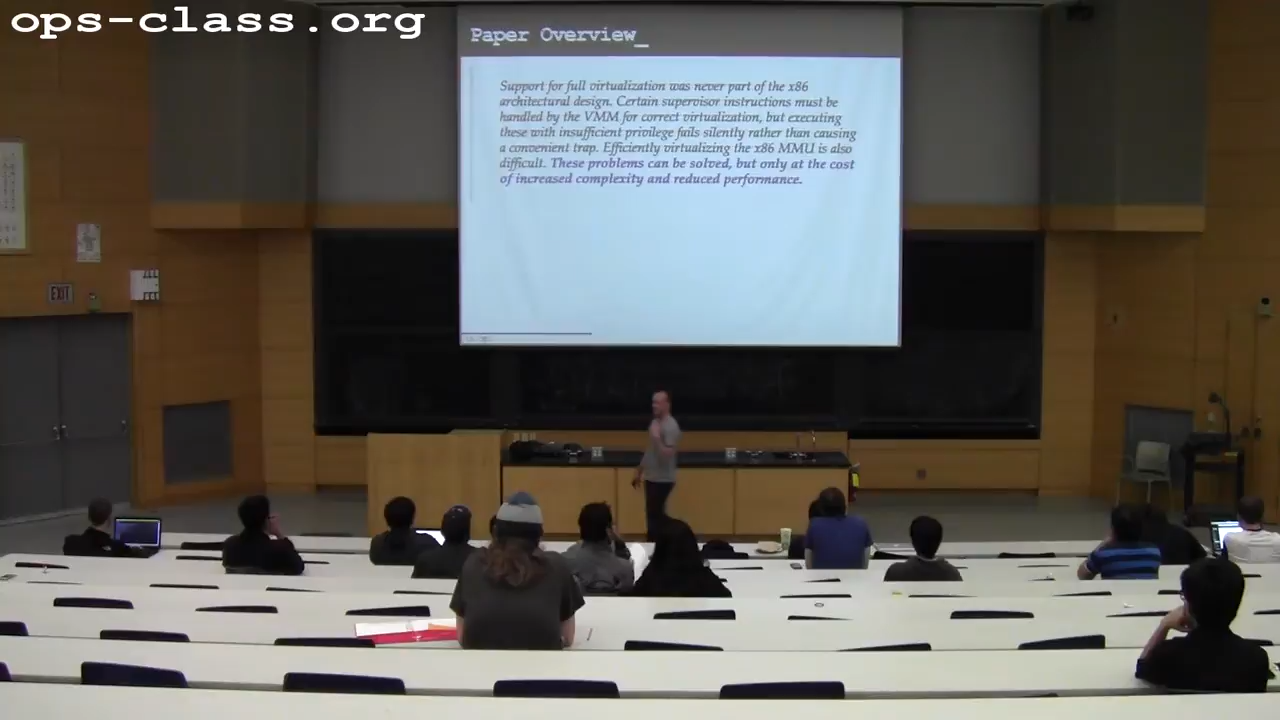 ops-class.org
Paper Overview_
Support for full virtualization was never part of the x86
architectural design. Certain supervisor instructions must be
handled by the VMM for correct virtualization, but executing
these with insufficient privilege fails silently rather than causing
a convenient trap. Efficiently virtualizing the x86 MMU is also
difficult. These problems can be solved, but only at the cost
of increased complexity and reduced performance.
EXIT